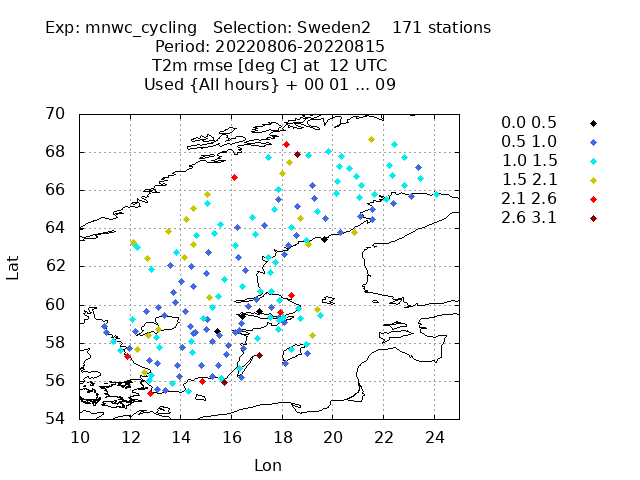 Exp: mnwc_cycling   Selection: Sweden2    171 stations
Period: 20220806-20220815
T2m rmse [deg C] at  12 UTC
Used {All hours} + 00 01 ... 09
0.0 0.5
0.5 1.0
1.0 1.5
1.5 2.1
2.1 2.6
2.6 3.1
70
68
66
64
62
60
58
56
54
Lat
10 12 14 16 18 20 22 24
Lon